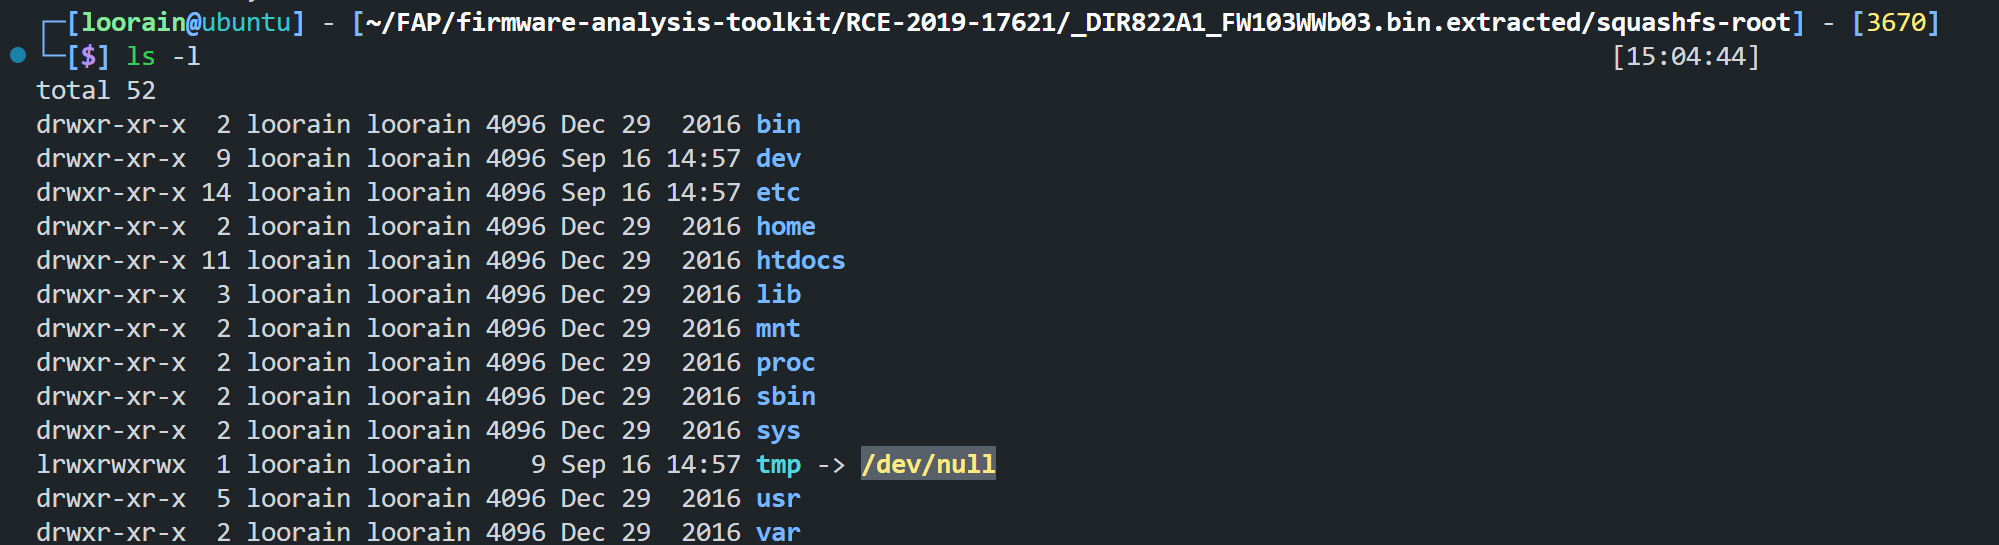 [loorain@ubuntu] - [~/FAP/firmware-analysis-toolkit/RCE-2019-17621/_DIR822A1_FW103WWb03.bin.extracted/squashfs-root] - [3670]
[$] ls -l [15:04:44]
total 52
drwxr-xr-x  2 loorain loorain 4096 Dec 29  2016 bin
drwxr-xr-x  9 loorain loorain 4096 Sep 16 14:57 dev
drwxr-xr-x 14 loorain loorain 4096 Sep 16 14:57 etc
drwxr-xr-x  2 loorain loorain 4096 Dec 29  2016 home
drwxr-xr-x 11 loorain loorain 4096 Dec 29  2016 htdocs
drwxr-xr-x  3 loorain loorain 4096 Dec 29  2016 lib
drwxr-xr-x  2 loorain loorain 4096 Dec 29  2016 mnt
drwxr-xr-x  2 loorain loorain 4096 Dec 29  2016 proc
drwxr-xr-x  2 loorain loorain 4096 Dec 29  2016 sbin
drwxr-xr-x  2 loorain loorain 4096 Dec 29  2016 sys
lrwxrwxrwx  1 loorain loorain    9 Sep 16 14:57 tmp -> /dev/null
drwxr-xr-x  5 loorain loorain 4096 Dec 29  2016 usr
drwxr-xr-x  2 loorain loorain 4096 Dec 29  2016 var